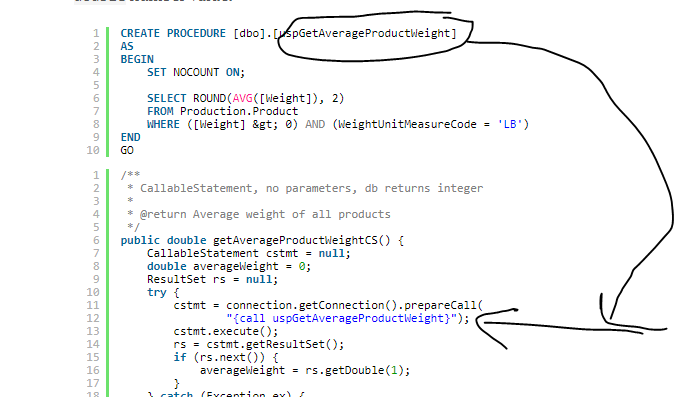 1 CREATE PROCEDURE [dbo].[uspGetAverageProductWeight]
2 AS
3 BEGIN
4 SET NOCOUNT ON;
5
6 SELECT ROUND(AVG([Weight]), 2)
7 FROM Production.Product
8 WHERE ([Weight] &gt; 0) AND (WeightUnitMeasureCode = 'LB')
9 END
10 GO
1 /**
2 * CallableStatement, no parameters, db returns integer
3 *
4 * @return Average weight of all products
5 */
6 public double getAverageProductWeightCS() {
7 CallableStatement cstmt = null;
8 double averageWeight = 0;
9 ResultSet rs = null;
10 try {
11 cstmt = connection.getConnection().prepareCall(
12 "{call uspGetAverageProductWeight}");
13 cstmt.execute();
14 rs = cstmt.getResultSet();
15 if (rs.next()) {
16 averageWeight = rs.getDouble(1);
17 }
18 } catch (Exception ex) {